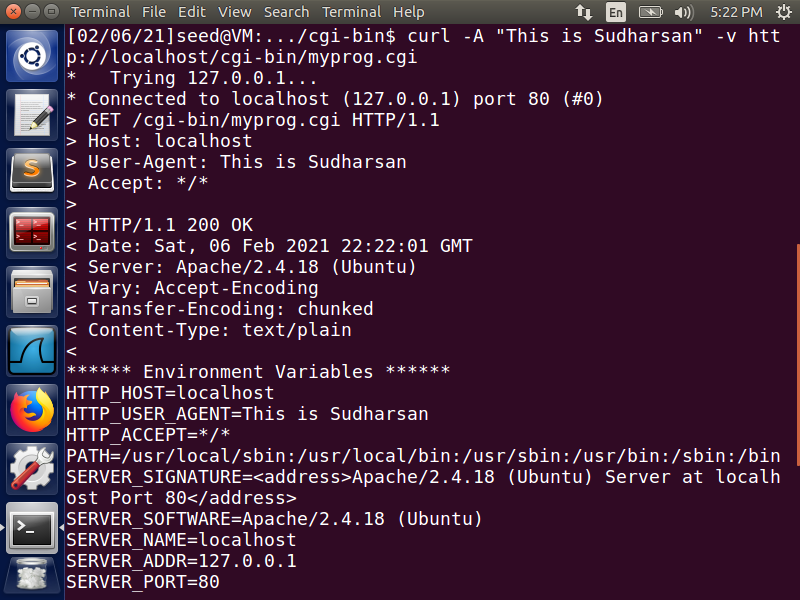 Terminal File Edit View Search Terminal Help En 5:22 PM
[02/06/21]seed@VM:.../cgi-bin$ curl -A "This is Sudharsan" -v htt
p://localhost/cgi-bin/myprog.cgi
*   Trying 127.0.0.1...
* Connected to localhost (127.0.0.1) port 80 (#0)
> GET /cgi-bin/myprog.cgi HTTP/1.1
> Host: localhost
> User-Agent: This is Sudharsan
> Accept: */*
>
< HTTP/1.1 200 OK
< Date: Sat, 06 Feb 2021 22:22:01 GMT
< Server: Apache/2.4.18 (Ubuntu)
< Vary: Accept-Encoding
< Transfer-Encoding: chunked
< Content-Type: text/plain
<
****** Environment Variables ******
HTTP_HOST=localhost
HTTP_USER_AGENT=This is Sudharsan
HTTP_ACCEPT=*/*
PATH=/usr/local/sbin:/usr/local/bin:/usr/sbin:/usr/bin:/sbin:/bin
SERVER_SIGNATURE=<address>Apache/2.4.18 (Ubuntu) Server at localh
ost Port 80</address>
SERVER_SOFTWARE=Apache/2.4.18 (Ubuntu)
SERVER_NAME=localhost
SERVER_ADDR=127.0.0.1
SERVER_PORT=80